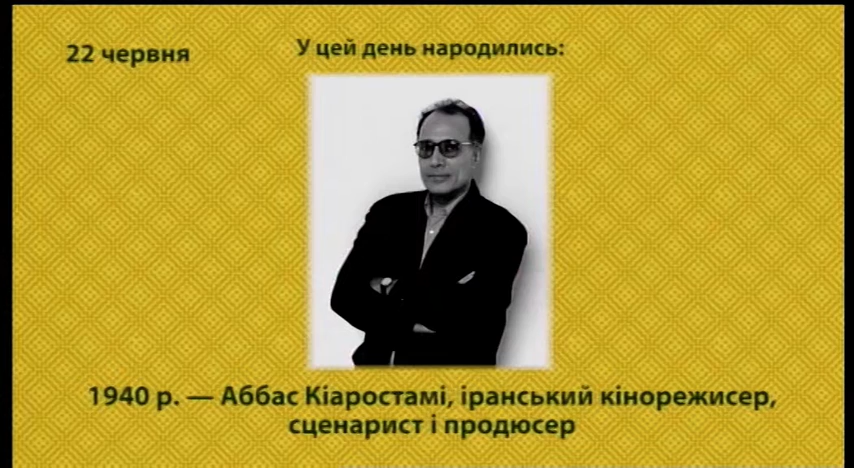 22 червня
У цей день народились:
1940 р. — Аббас Кіаростамі, іранський кінорежисер,
сценарист і продюсер